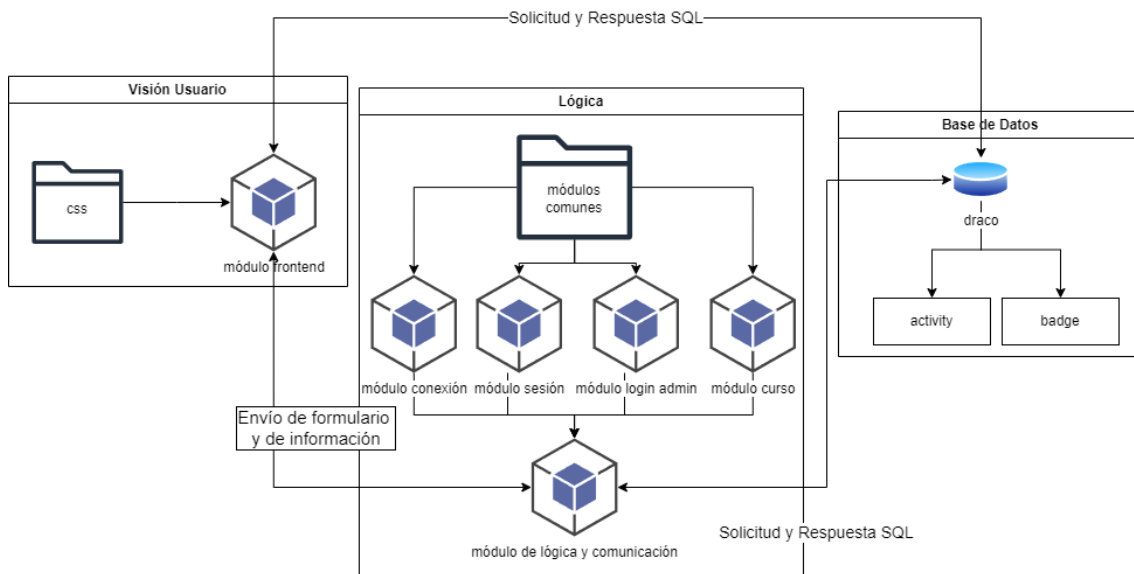 Solicitud y Respuesta SQL
Visión Usuario
css
módulo frontend
Lógica
módulos
comunes
módulo conexión
módulo sesión
módulo login admin
módulo curso
Envío de formulario
y de información
módulo de lógica y comunicación
Base de Datos
draco
activity
badge
Solicitud y Respuesta SQL